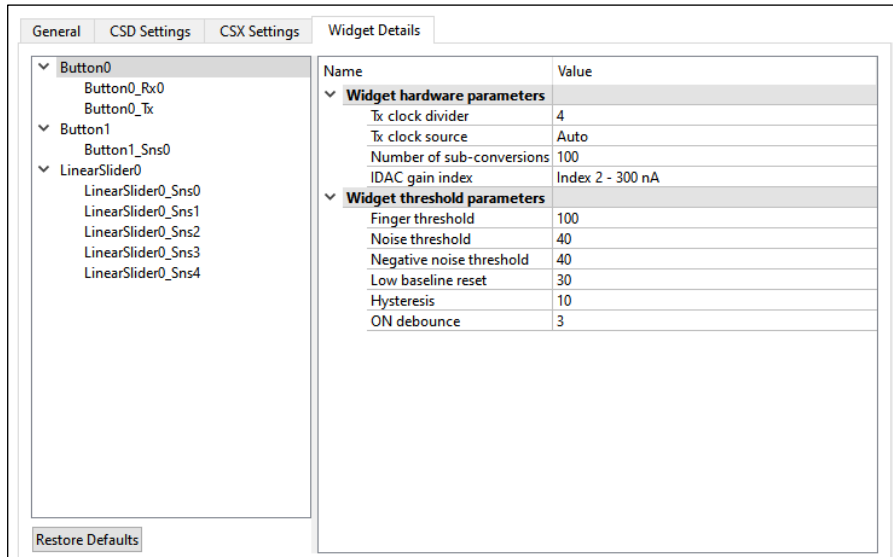 General CSD Settings CSX Settings Widget Details
Button0
Button0_Rx0
Button0_Tx
Button1
Button1_Sns0
LinearSlider0
LinearSlider0_Sns0
LinearSlider0_Sns1
LinearSlider0_Sns2
LinearSlider0_Sns3
LinearSlider0_Sns4
Restore Defaults
Name Value
Widget hardware parameters
Tx clock divider 4
Tx clock source Auto
Number of sub-conversions 100
IDAC gain index Index 2 - 300 nA
Widget threshold parameters
Finger threshold 100
Noise threshold 40
Negative noise threshold 40
Low baseline reset 30
Hysteresis 10
ON debounce 3